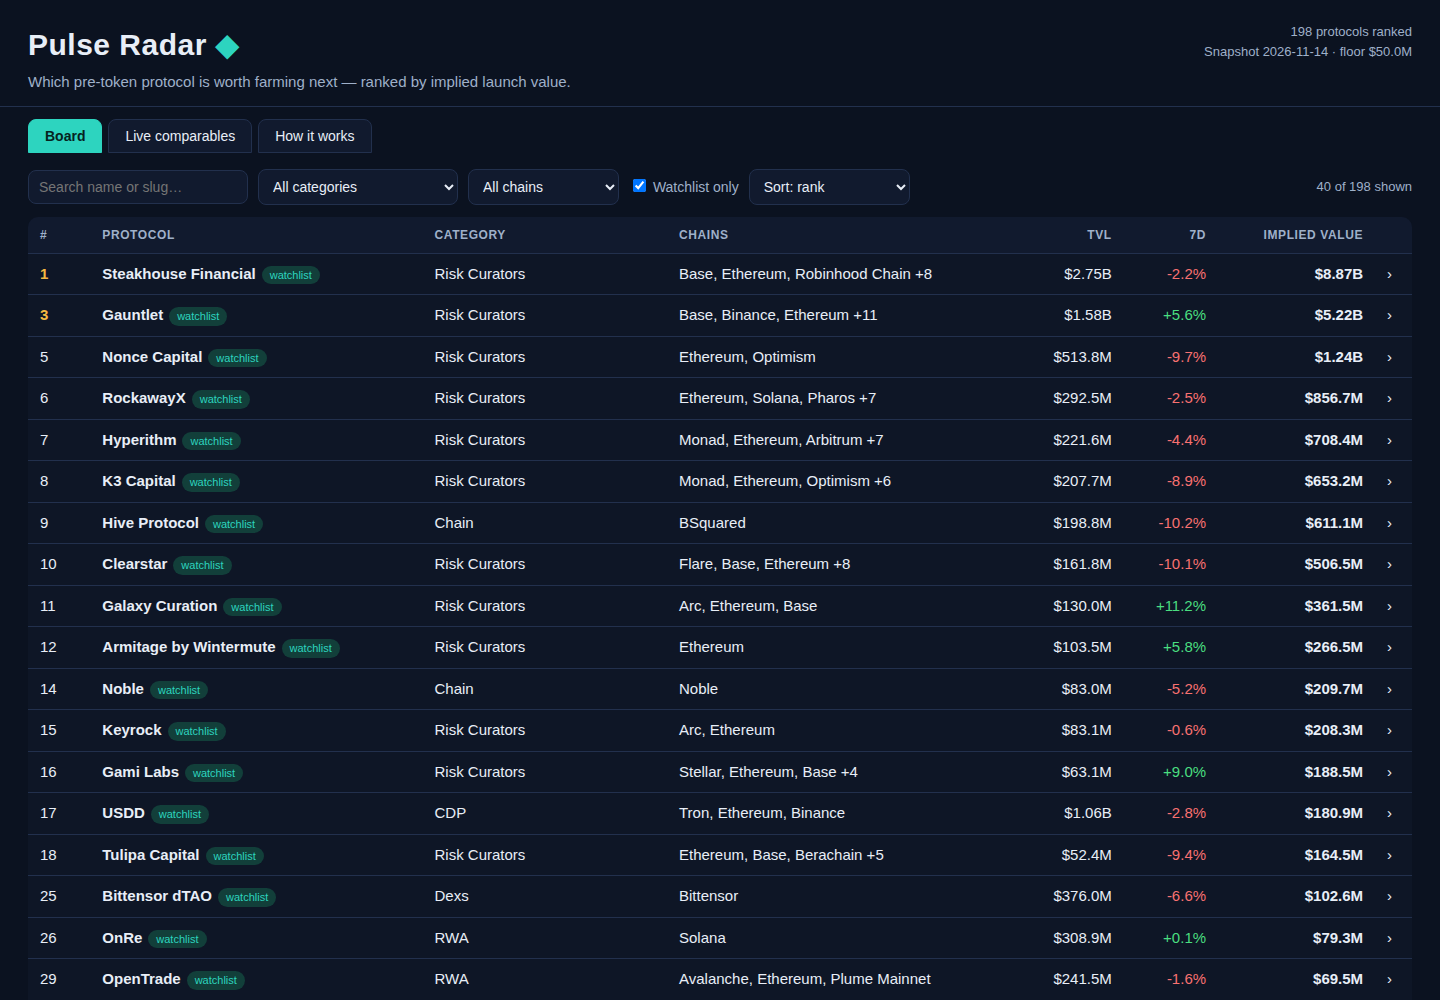 Pulse Radar ◆
198 protocols ranked
Snapshot 2026-11-14 · floor $50.0M
Which pre-token protocol is worth farming next — ranked by implied launch value.
Board Live comparables How it works
Search name or slug… All categories All chains Watchlist only Sort: rank 40 of 198 shown
# PROTOCOL CATEGORY CHAINS TVL 7D IMPLIED VALUE
1 Steakhouse Financial watchlist Risk Curators Base, Ethereum, Robinhood Chain +8 $2.75B -2.2% $8.87B ›
3 Gauntlet watchlist Risk Curators Base, Binance, Ethereum +11 $1.58B +5.6% $5.22B ›
5 Nonce Capital watchlist Risk Curators Ethereum, Optimism $513.8M -9.7% $1.24B ›
6 RockawayX watchlist Risk Curators Ethereum, Solana, Pharos +7 $292.5M -2.5% $856.7M ›
7 Hyperithm watchlist Risk Curators Monad, Ethereum, Arbitrum +7 $221.6M -4.4% $708.4M ›
8 K3 Capital watchlist Risk Curators Monad, Ethereum, Optimism +6 $207.7M -8.9% $653.2M ›
9 Hive Protocol watchlist Chain BSquared $198.8M -10.2% $611.1M ›
10 Clearstar watchlist Risk Curators Flare, Base, Ethereum +8 $161.8M -10.1% $506.5M ›
11 Galaxy Curation watchlist Risk Curators Arc, Ethereum, Base $130.0M +11.2% $361.5M ›
12 Armitage by Wintermute watchlist Risk Curators Ethereum $103.5M +5.8% $266.5M ›
14 Noble watchlist Chain Noble $83.0M -5.2% $209.7M ›
15 Keyrock watchlist Risk Curators Arc, Ethereum $83.1M -0.6% $208.3M ›
16 Gami Labs watchlist Risk Curators Stellar, Ethereum, Base +4 $63.1M +9.0% $188.5M ›
17 USDD watchlist CDP Tron, Ethereum, Binance $1.06B -2.8% $180.9M ›
18 Tulipa Capital watchlist Risk Curators Ethereum, Base, Berachain +5 $52.4M -9.4% $164.5M ›
25 Bittensor dTAO watchlist Dexs Bittensor $376.0M -6.6% $102.6M ›
26 OnRe watchlist RWA Solana $308.9M +0.1% $79.3M ›
29 OpenTrade watchlist RWA Avalanche, Ethereum, Plume Mainnet $241.5M -1.6% $69.5M ›